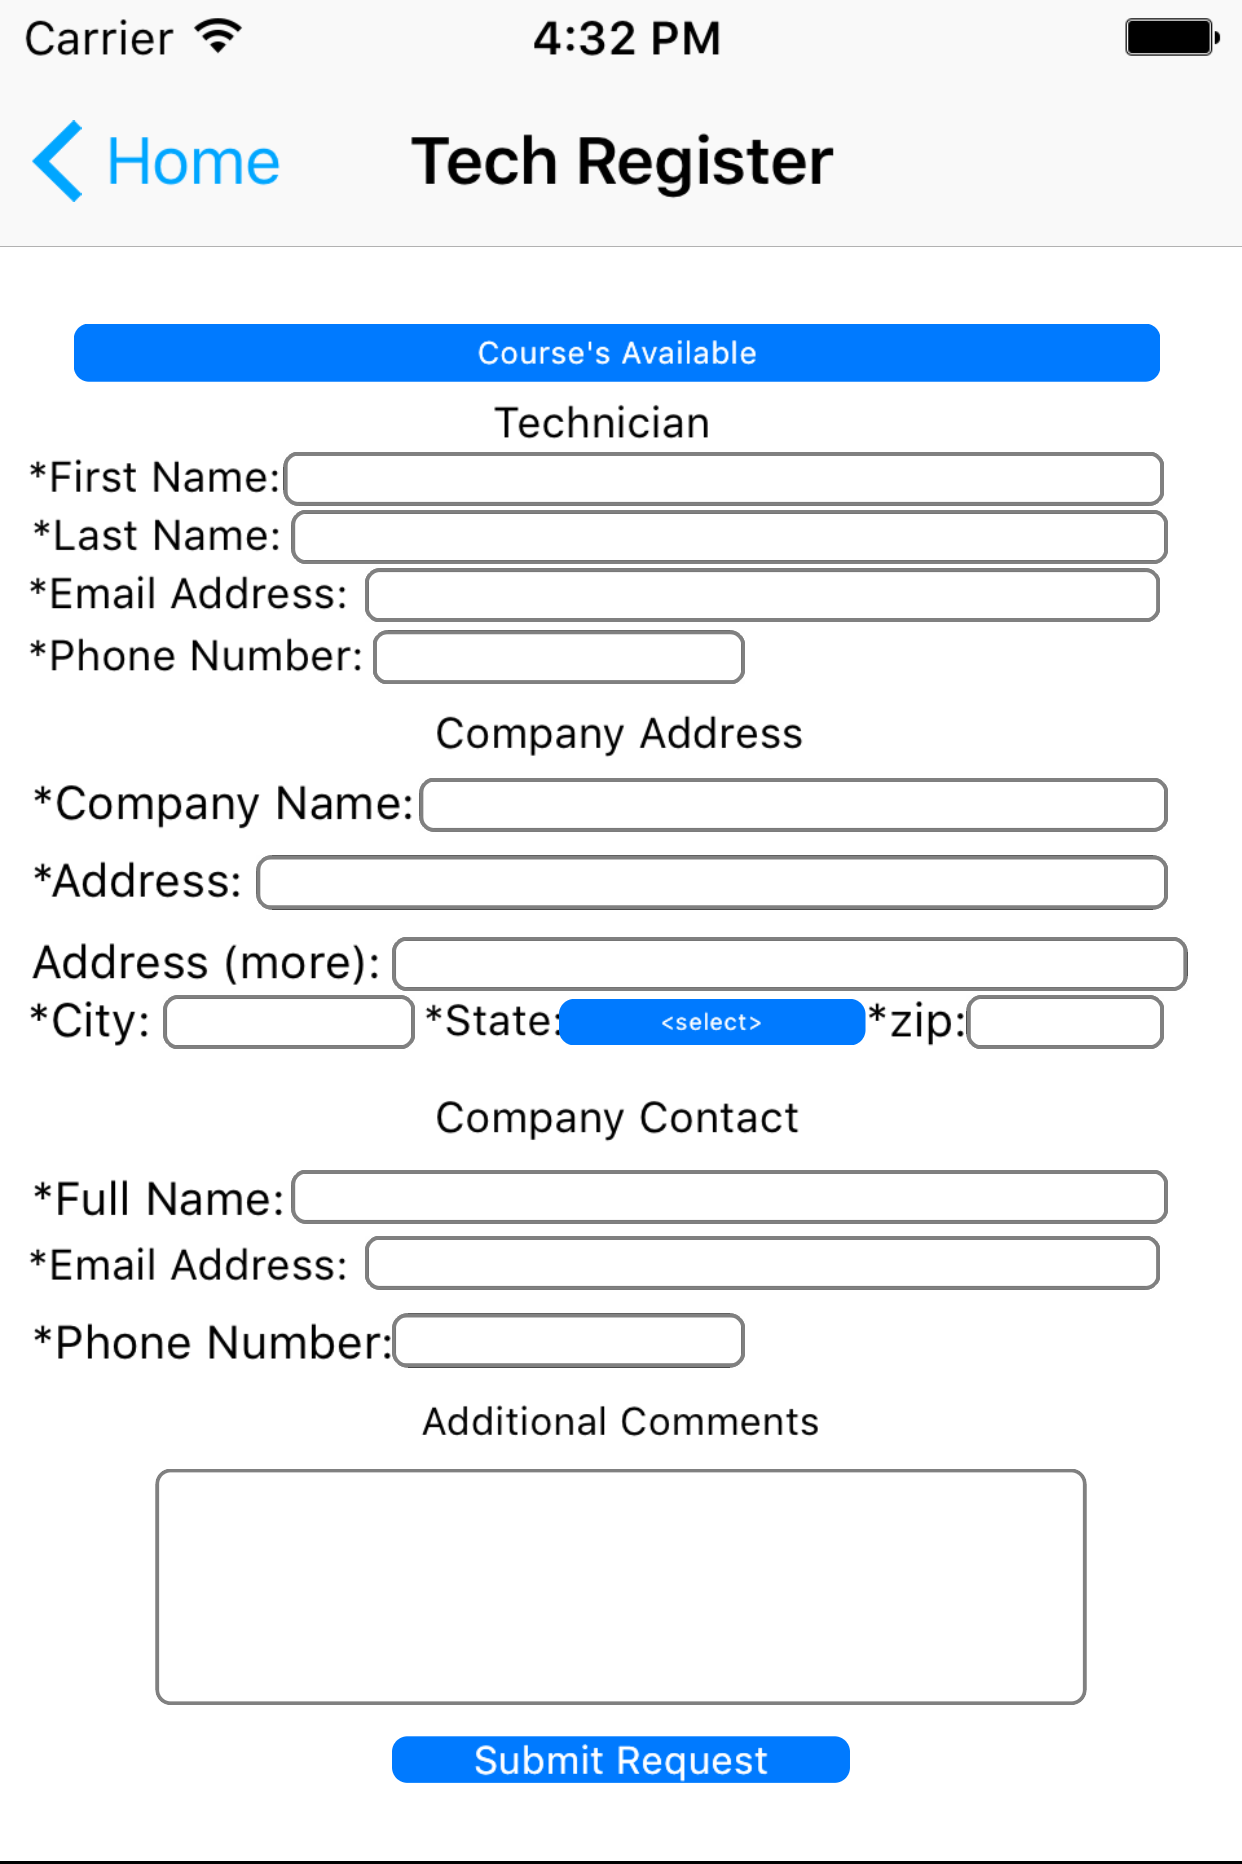 Carrier 4:32 PM
Home Tech Register
Course's Available
Technician
*First Name:
*Last Name:
*Email Address:
*Phone Number:
Company Address
*Company Name:
*Address:
Address (more):
*City: *State: <select> *zip:
Company Contact
*Full Name:
*Email Address:
*Phone Number:
Additional Comments
Submit Request